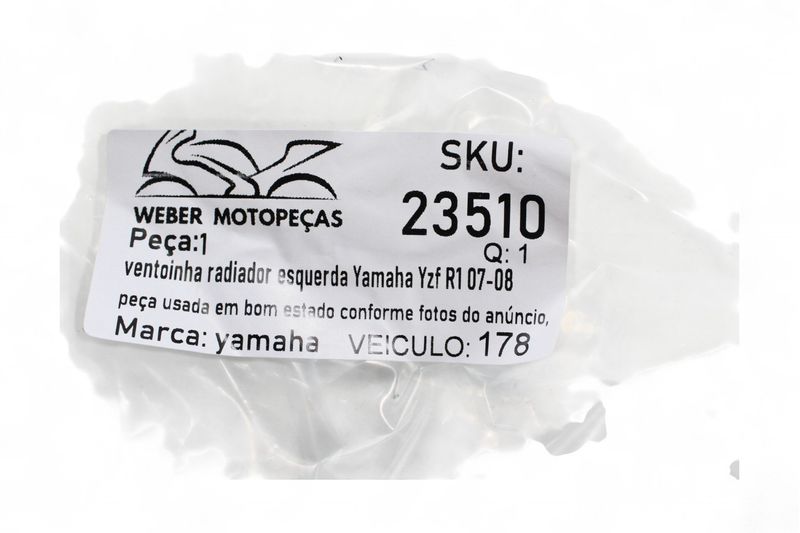 WEBER MOTOPEÇAS
SKU:
23510
Q: 1
Peça:1
ventoinha radiador esquerda Yamaha Yzf R1 07-08
peça usada em bom estado conforme fotos do anúncio,
Marca: yamaha VEICULO: 178